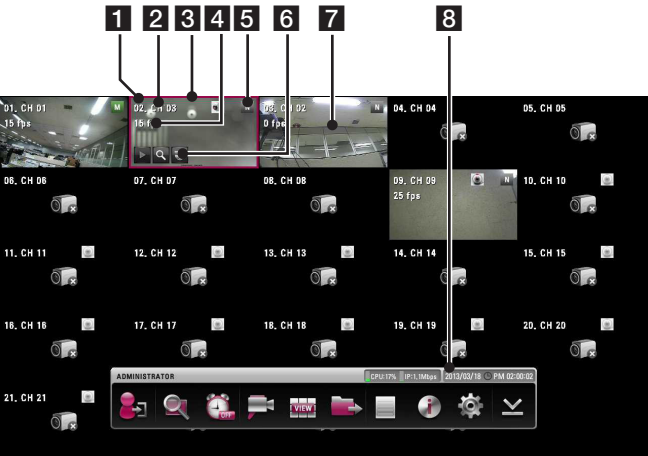 1 2 3 4 5 6 7 8
01. CH 01
M
15 fps
02. CH 03
N
15 f
03. CH 02
N
0 fps
04. CH 04
05. CH 05
06. CH 06
07. CH 07
08. CH 08
09. CH 09
N
25 fps
10. CH 10
11. CH 11
12. CH 12
13. CH 13
14. CH 14
15. CH 15
16. CH 16
17. CH 17
18. CH 18
19. CH 19
20. CH 20
ADMINISTRATOR
CPU:17% IP:1.1Mbps 2013/03/18 PM 02:00:02
21. CH 21
OFF
VIEW